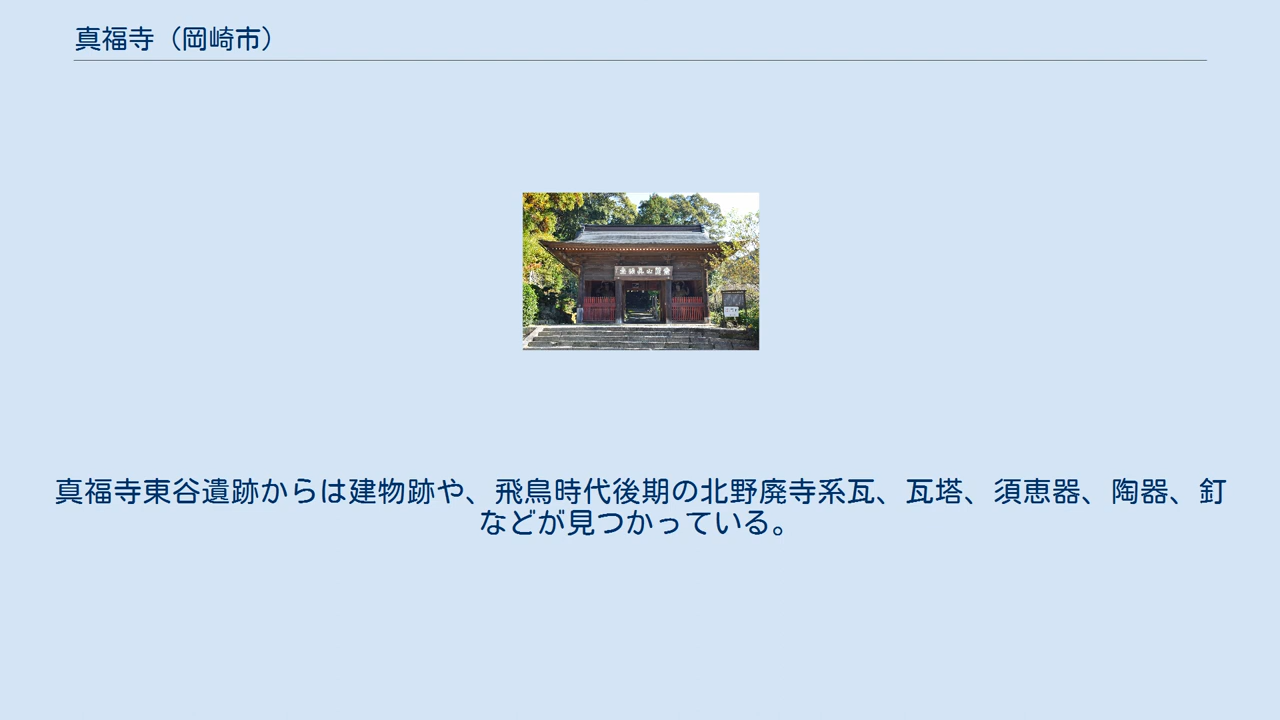 真福寺（岡崎市）
真福寺東谷遺跡からは建物跡や、飛鳥時代後期の北野廃寺系瓦、瓦塔、須恵器、陶器、釘
などが見つかっている。